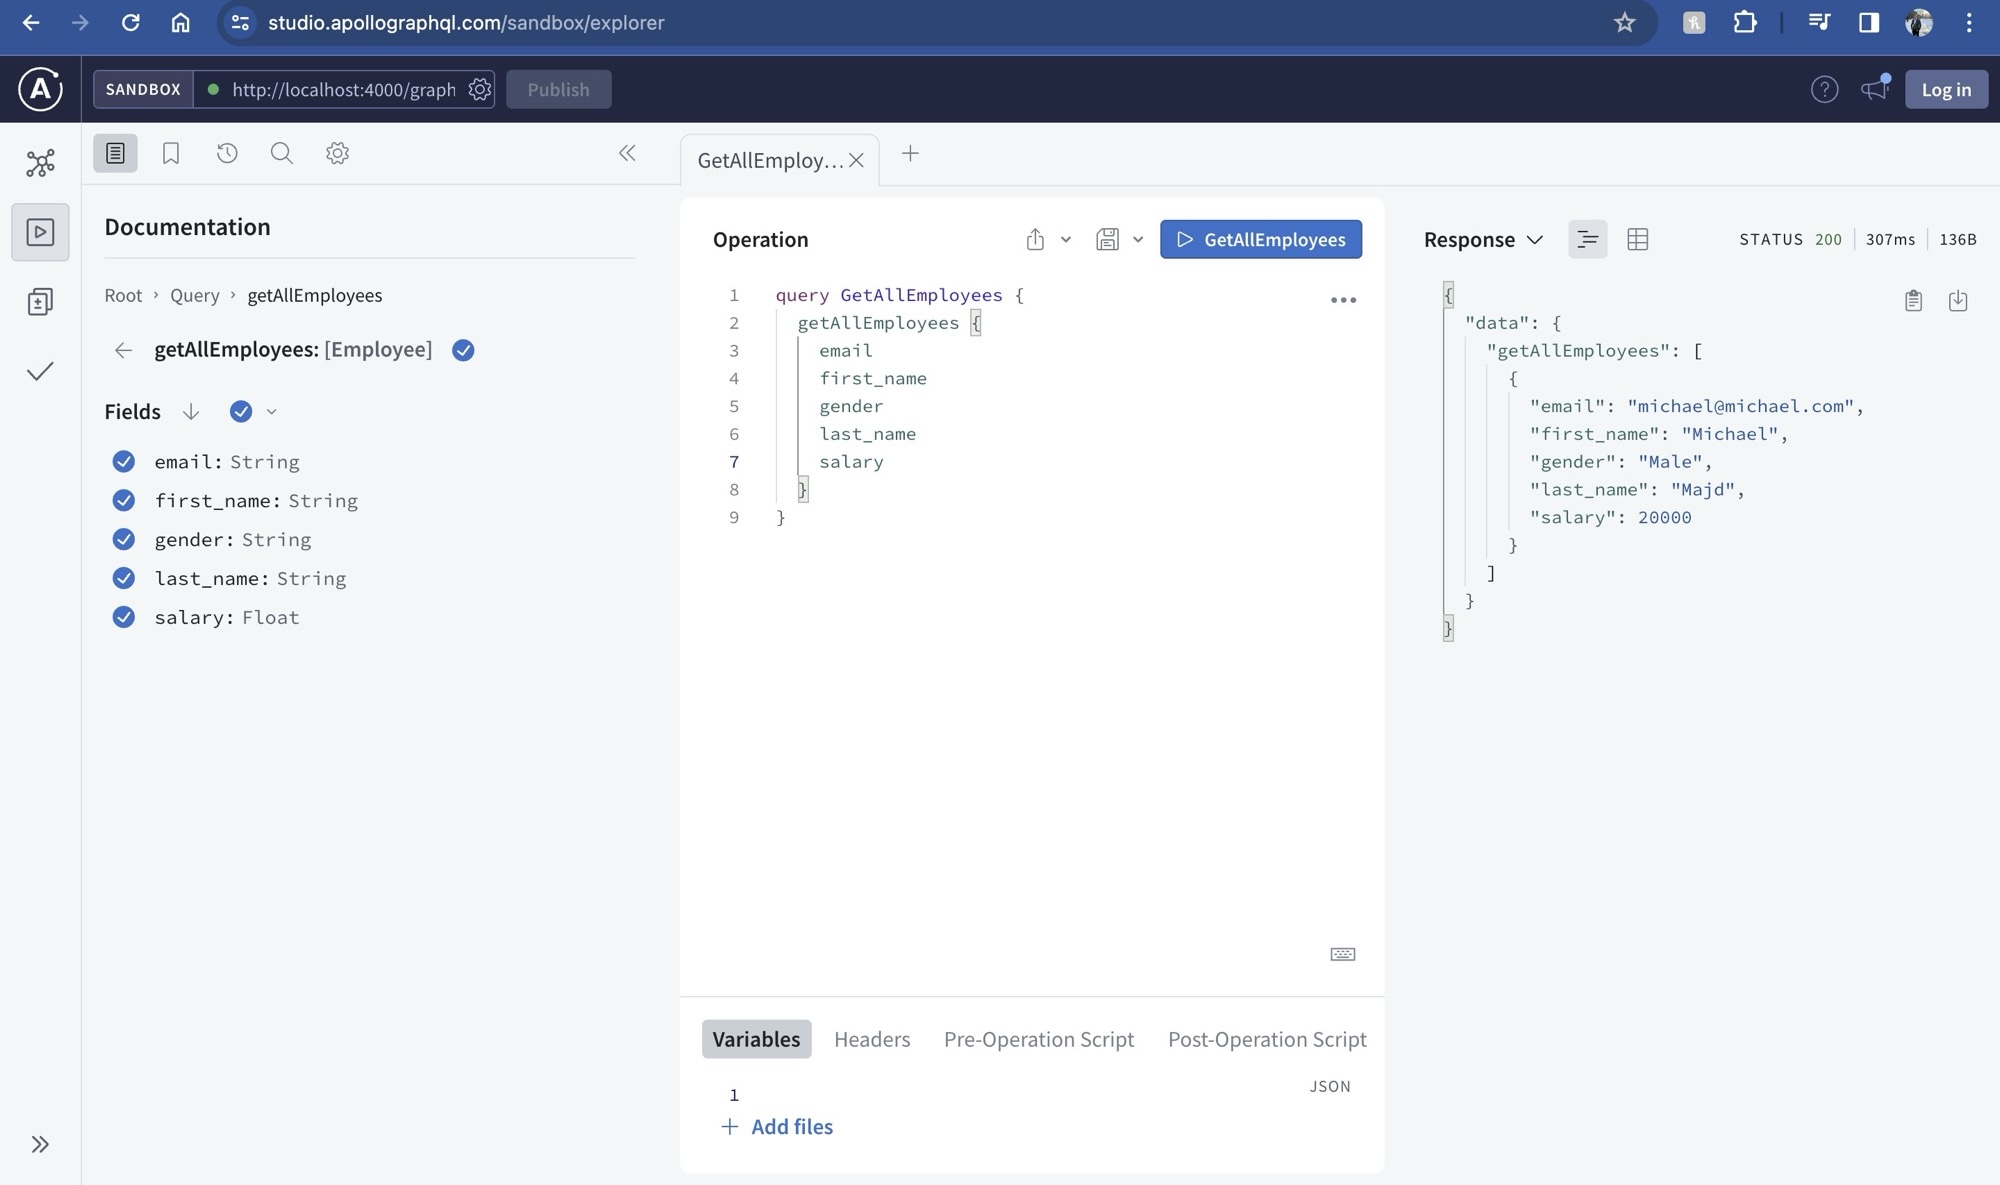 studio.apollographql.com/sandbox/explorer
SANDBOX
http://localhost:4000/graph
Publish
Log in
GetAllEmploy...
Documentation
Root › Query › getAllEmployees
getAllEmployees: [Employee]
Fields
email: String
first_name: String
gender: String
last_name: String
salary: Float
Operation
GetAllEmployees
1 query GetAllEmployees {
2 getAllEmployees {
3 email
4 first_name
5 gender
6 last_name
7 salary
8 }
9 }
Variables
Headers
Pre-Operation Script
Post-Operation Script
1
JSON
+ Add files
Response
STATUS 200
307ms
136B
{
"data": {
"getAllEmployees": [
{
"email": "michael@michael.com",
"first_name": "Michael",
"gender": "Male",
"last_name": "Majd",
"salary": 20000
}
]
}
}